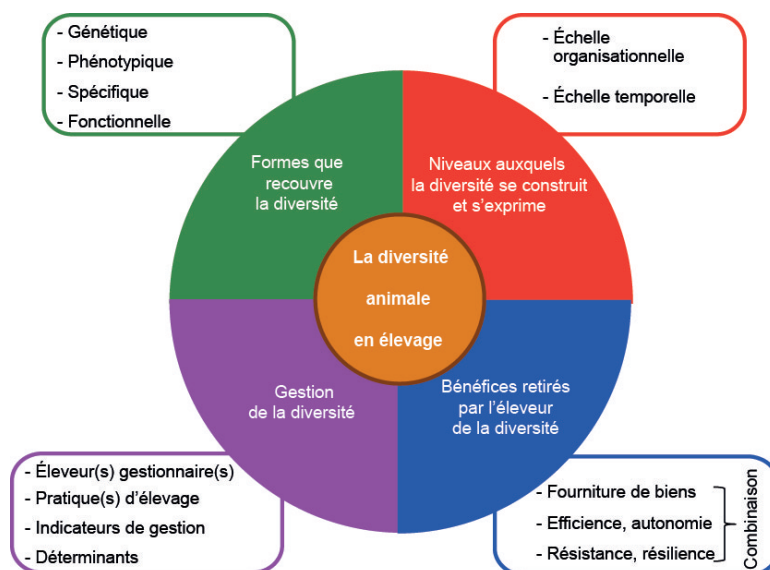 - Génétique
- Phénotypique
- Spécifique
- Fonctionnelle
- Échelle
organisationnelle
- Échelle temporelle
Formes que
recouvre
la diversité
Niveaux auxquels
la diversité se construit
et s'exprime
La diversité
animale
en élevage
Gestion
de la diversité
Bénéfices retirés
par l'éleveur
de la diversité
- Éleveur(s) gestionnaire(s)
- Pratique(s) d'élevage
- Indicateurs de gestion
- Déterminants
- Fourniture de biens
- Efficience, autonomie
- Résistance, résilience
Combinaison